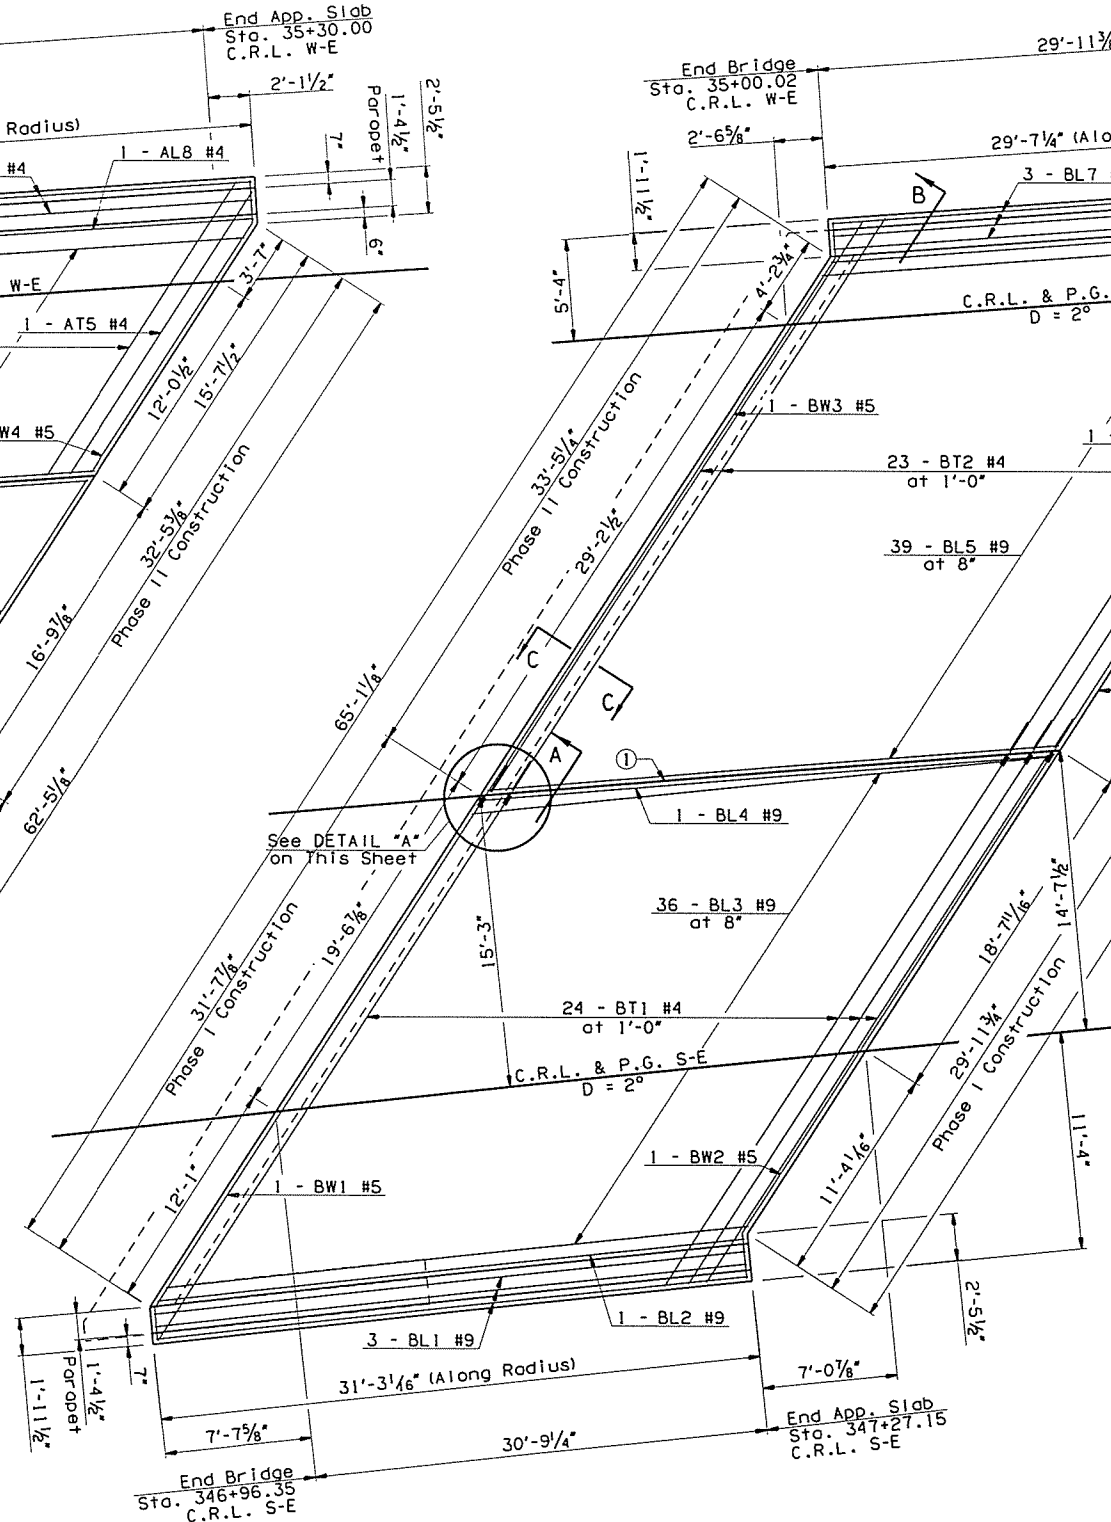 End App. Slab
Sta. 35+30.00
C.R.L. W-E
2'-1½"
Radius)
7"
1'-4½"
Parapet
2'-5½"
6"
#4
1 - AL8 #4
W-E
1 - AT5 #4
3'-7"
12'-0½"
15'-7½"
W4 #5
32'-5⅜"
Phase II Construction
16'-9⅞"
62'-5⅛"
End Bridge
Sta. 35+00.02
C.R.L. W-E
29'-11⅜
2'-6⅝"
29'-7¼" (Alo
3 - BL7
B
1'-11½"
5'-4"
4'-2¾"
C.R.L. & P.G.
D = 2°
1 - BW3 #5
1 -
23 - BT2 #4
at 1'-0"
39 - BL5 #9
at 8"
33'-5¼"
Phase II Construction
29'-2½"
C
C
A
65'-1⅛"
①
1 - BL4 #9
See DETAIL "A"
on This Sheet
36 - BL3 #9
at 8"
15'-3"
19'-6⅞"
31'-7⅞"
Phase I Construction
24 - BT1 #4
at 1'-0"
C.R.L. & P.G. S-E
D = 2°
14'-7½"
18'-7¹¹⁄₁₆"
29'-11¾"
Phase I Construction
11'-4¹⁄₁₆"
11'-4"
12'-1"
1 - BW1 #5
1 - BW2 #5
2'-5½"
3 - BL1 #9
1 - BL2 #9
1'-11½"
Parapet
1'-4½"
7"
31'-3¹⁄₁₆" (Along Radius)
7'-0⅞"
7'-7⅝"
30'-9¼"
End App. Slab
Sta. 347+27.15
C.R.L. S-E
End Bridge
Sta. 346+96.35
C.R.L. S-E